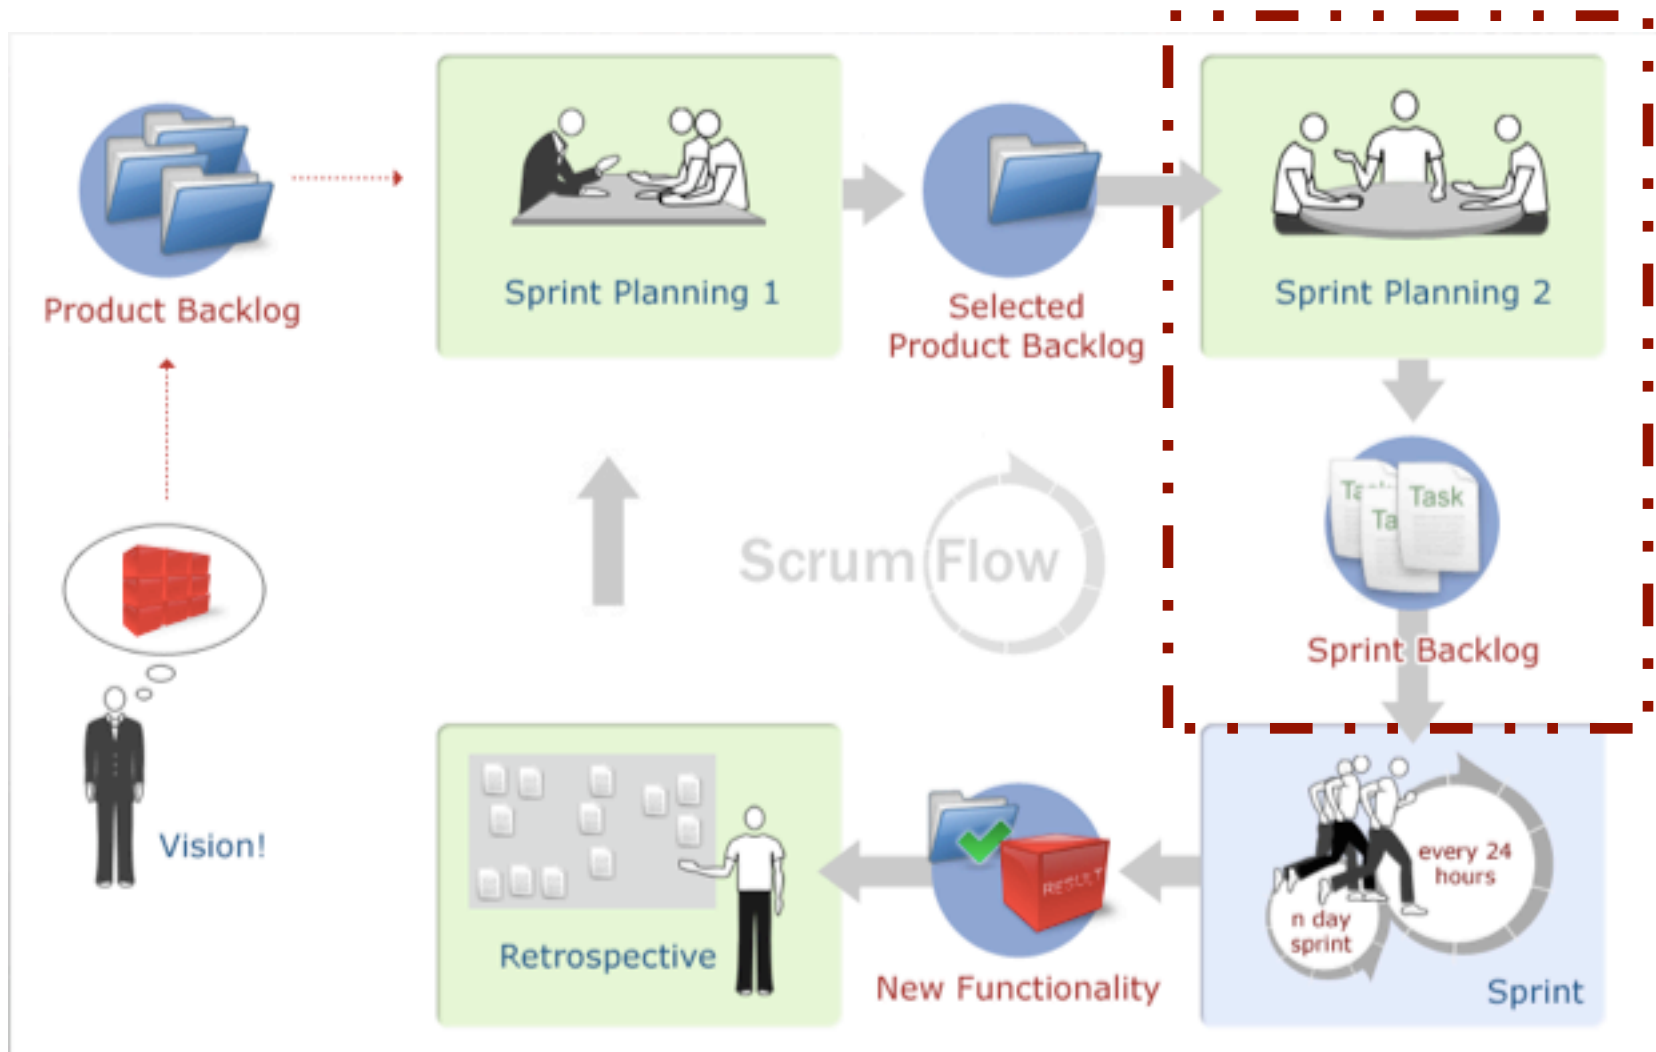 Product Backlog
Sprint Planning 1
Selected
Product Backlog
Sprint Planning 2
Task
Ta
Sprint Backlog
Scrum Flow
Vision!
Retrospective
RESULT
New Functionality
every 24
hours
n day
sprint
Sprint